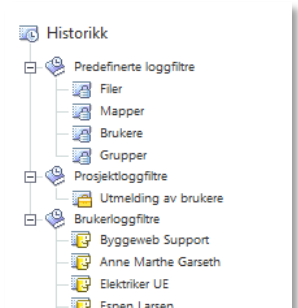 Historikk
Predefinerte loggfiltre
Filer
Mapper
Brukere
Grupper
Prosjektloggfiltre
Utmelding av brukere
Brukerloggfiltre
Byggeweb Support
Anne Marthe Garseth
Elektriker UE
Espen Larsen